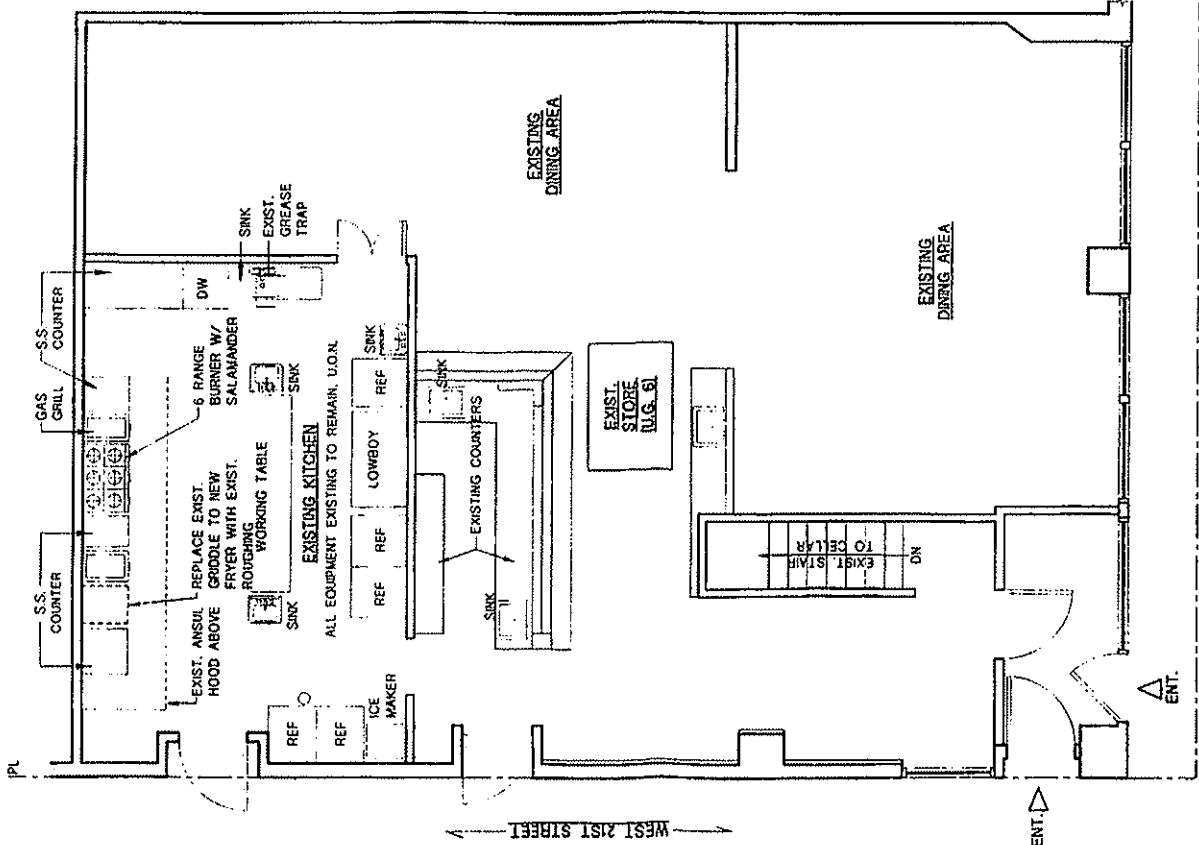 PL
S.S.
COUNTER
GAS
GRILL
S.S.
COUNTER
EXIST. ANSUL
HOOD ABOVE
REPLACE EXIST.
GRIDDLE TO NEW
FRYER WITH EXIST.
ROUGHING
6 RANGE
BURNER W/
SALAMANDER
DW
SINK
EXIST.
GREASE
TRAP
WORKING TABLE
SINK
SINK
EXISTING KITCHEN
ALL EQUIPMENT EXISTING TO REMAIN, U.O.N.
REF
REF
ICE
MAKER
REF
REF
LOWBOY
REF
SINK
SINK
EXISTING COUNTERS
SINK
EXISTING
DINING AREA
EXIST.
STORE
(U.G. 6)
EXISTING
DINING AREA
EXIST. STAIR
TO CELLAR
DN
WEST 21ST STREET
ENT.
ENT.